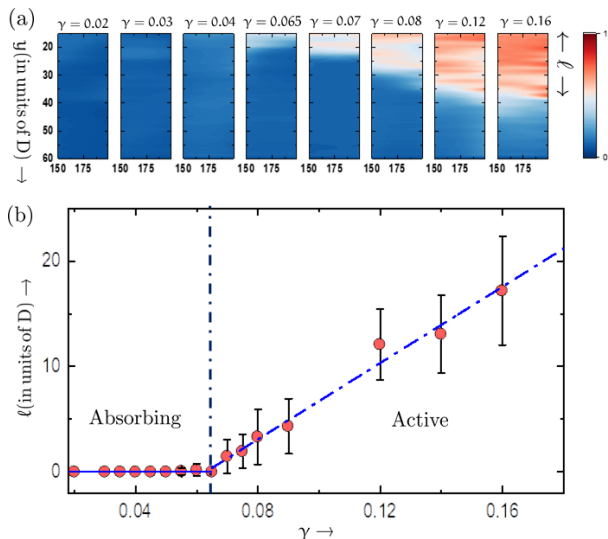 (a)
γ = 0.02 γ = 0.03 γ = 0.04 γ = 0.065 γ = 0.07 γ = 0.08 γ = 0.12 γ = 0.16
y(in units of D) →
20
30
40
50
60
150 175 150 175 150 175 150 175 150 175 150 175 150 175 150 175
← ℓ →
1
0
(b)
ℓ(in units of D) →
20
10
0
Absorbing
Active
0.04 0.08 0.12 0.16
γ →